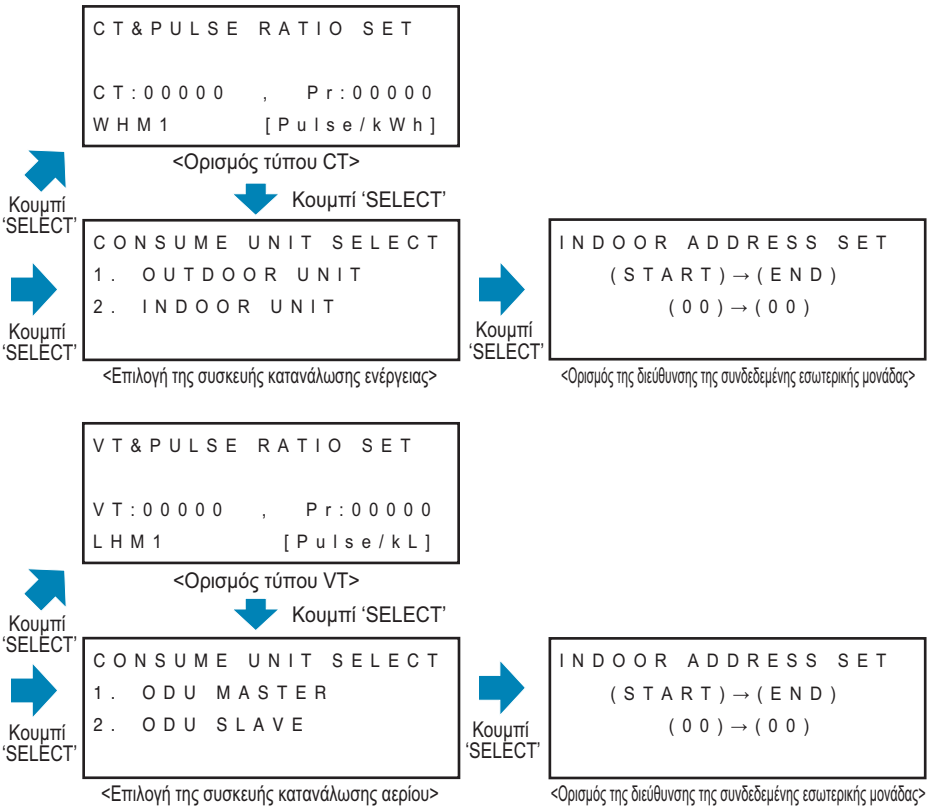 CT&PULSE RATIO SET
CT:00000 , Pr:00000
WHM1 [Pulse/kWh]
<Ορισμός τύπου CT>
Κουμπί
‘SELECT’
Κουμπί ‘SELECT’
CONSUME UNIT SELECT
1. OUTDOOR UNIT
2. INDOOR UNIT
Κουμπί
‘SELECT’
<Επιλογή της συσκευής κατανάλωσης ενέργειας>
Κουμπί
‘SELECT’
INDOOR ADDRESS SET
(START)→(END)
(00)→(00)
<Ορισμός της διεύθυνσης της συνδεδεμένης εσωτερικής μονάδας>
VT&PULSE RATIO SET
VT:00000 , Pr:00000
LHM1 [Pulse/kL]
<Ορισμός τύπου VT>
Κουμπί
‘SELECT’
Κουμπί ‘SELECT’
CONSUME UNIT SELECT
1. ODU MASTER
2. ODU SLAVE
Κουμπί
‘SELECT’
<Επιλογή της συσκευής κατανάλωσης αερίου>
Κουμπί
‘SELECT’
INDOOR ADDRESS SET
(START)→(END)
(00)→(00)
<Ορισμός της διεύθυνσης της συνδεδεμένης εσωτερικής μονάδας>